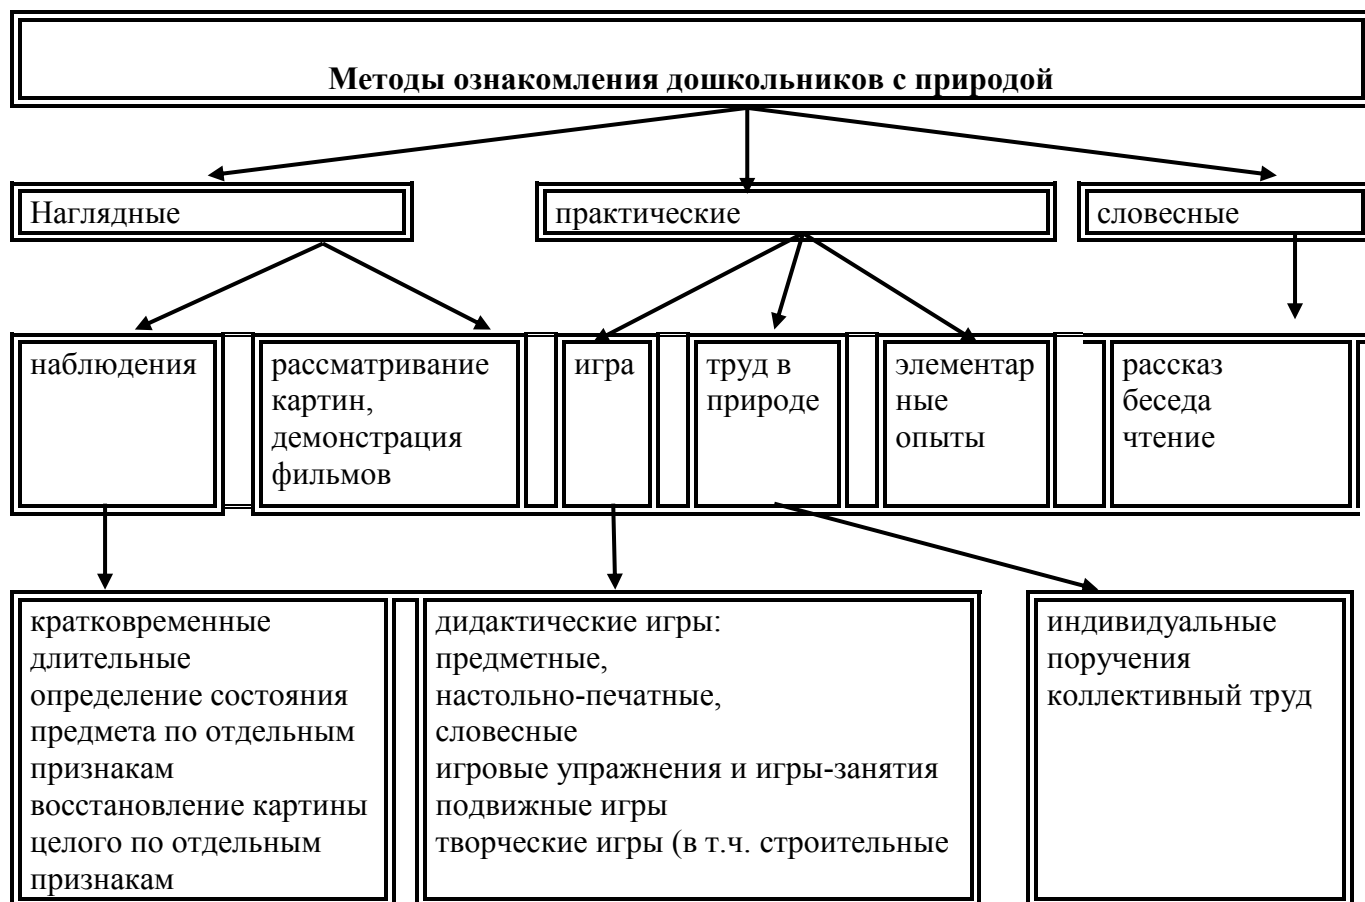 Методы ознакомления дошкольников с природой
Наглядные
практические
словесные
наблюдения
рассматривание
картин,
демонстрация
фильмов
игра
труд в
природе
элементар
ные
опыты
рассказ
беседа
чтение
кратковременные
длительные
определение состояния
предмета по отдельным
признакам
восстановление картины
целого по отдельным
признакам
дидактические игры:
предметные,
настольно-печатные,
словесные
игровые упражнения и игры-занятия
подвижные игры
творческие игры (в т.ч. строительные
индивидуальные
поручения
коллективный труд